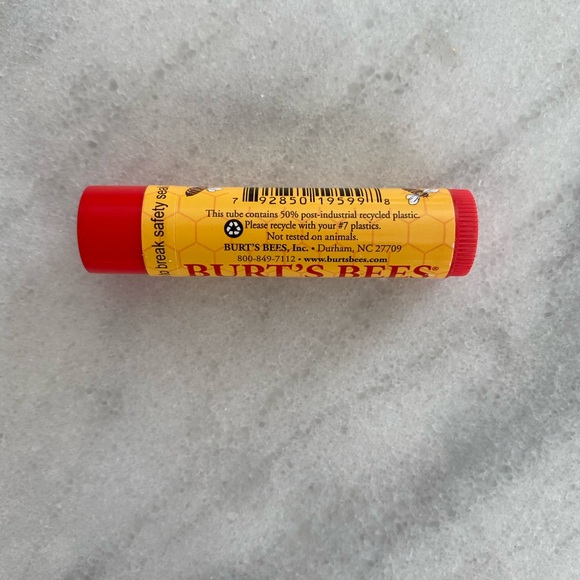 o break safety sea
7 92850 19599 8
This tube contains 50% post-industrial recycled plastic.
Please recycle with your #7 plastics.
Not tested on animals.
BURT'S BEES, Inc. • Durham, NC 27709
800-849-7112 • www.burtsbees.com
BURT'S BEES®